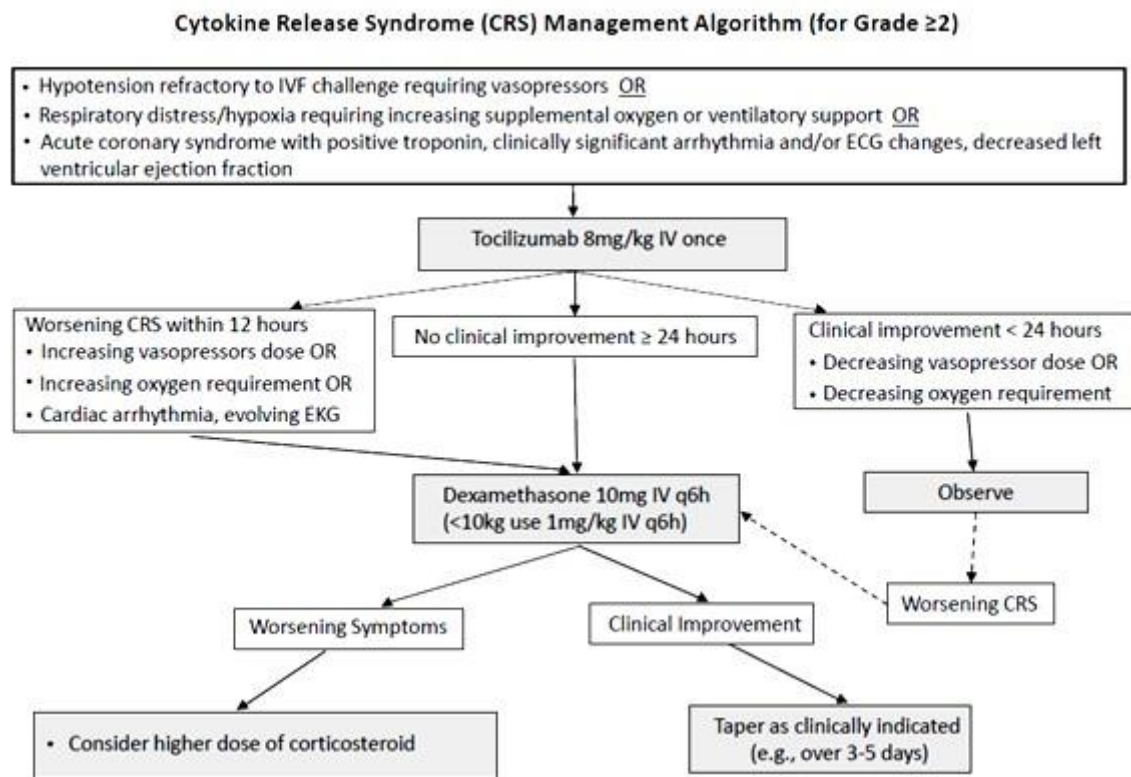 Cytokine Release Syndrome (CRS) Management Algorithm (for Grade ≥2)
• Hypotension refractory to IVF challenge requiring vasopressors OR
• Respiratory distress/hypoxia requiring increasing supplemental oxygen or ventilatory support OR
• Acute coronary syndrome with positive troponin, clinically significant arrhythmia and/or ECG changes, decreased left
ventricular ejection fraction
Tocilizumab 8mg/kg IV once
Worsening CRS within 12 hours
• Increasing vasopressors dose OR
• Increasing oxygen requirement OR
• Cardiac arrhythmia, evolving EKG
No clinical improvement ≥ 24 hours
Clinical improvement < 24 hours
• Decreasing vasopressor dose OR
• Decreasing oxygen requirement
Dexamethasone 10mg IV q6h
(<10kg use 1mg/kg IV q6h)
Observe
Worsening CRS
Worsening Symptoms
Clinical Improvement
• Consider higher dose of corticosteroid
Taper as clinically indicated
(e.g., over 3-5 days)